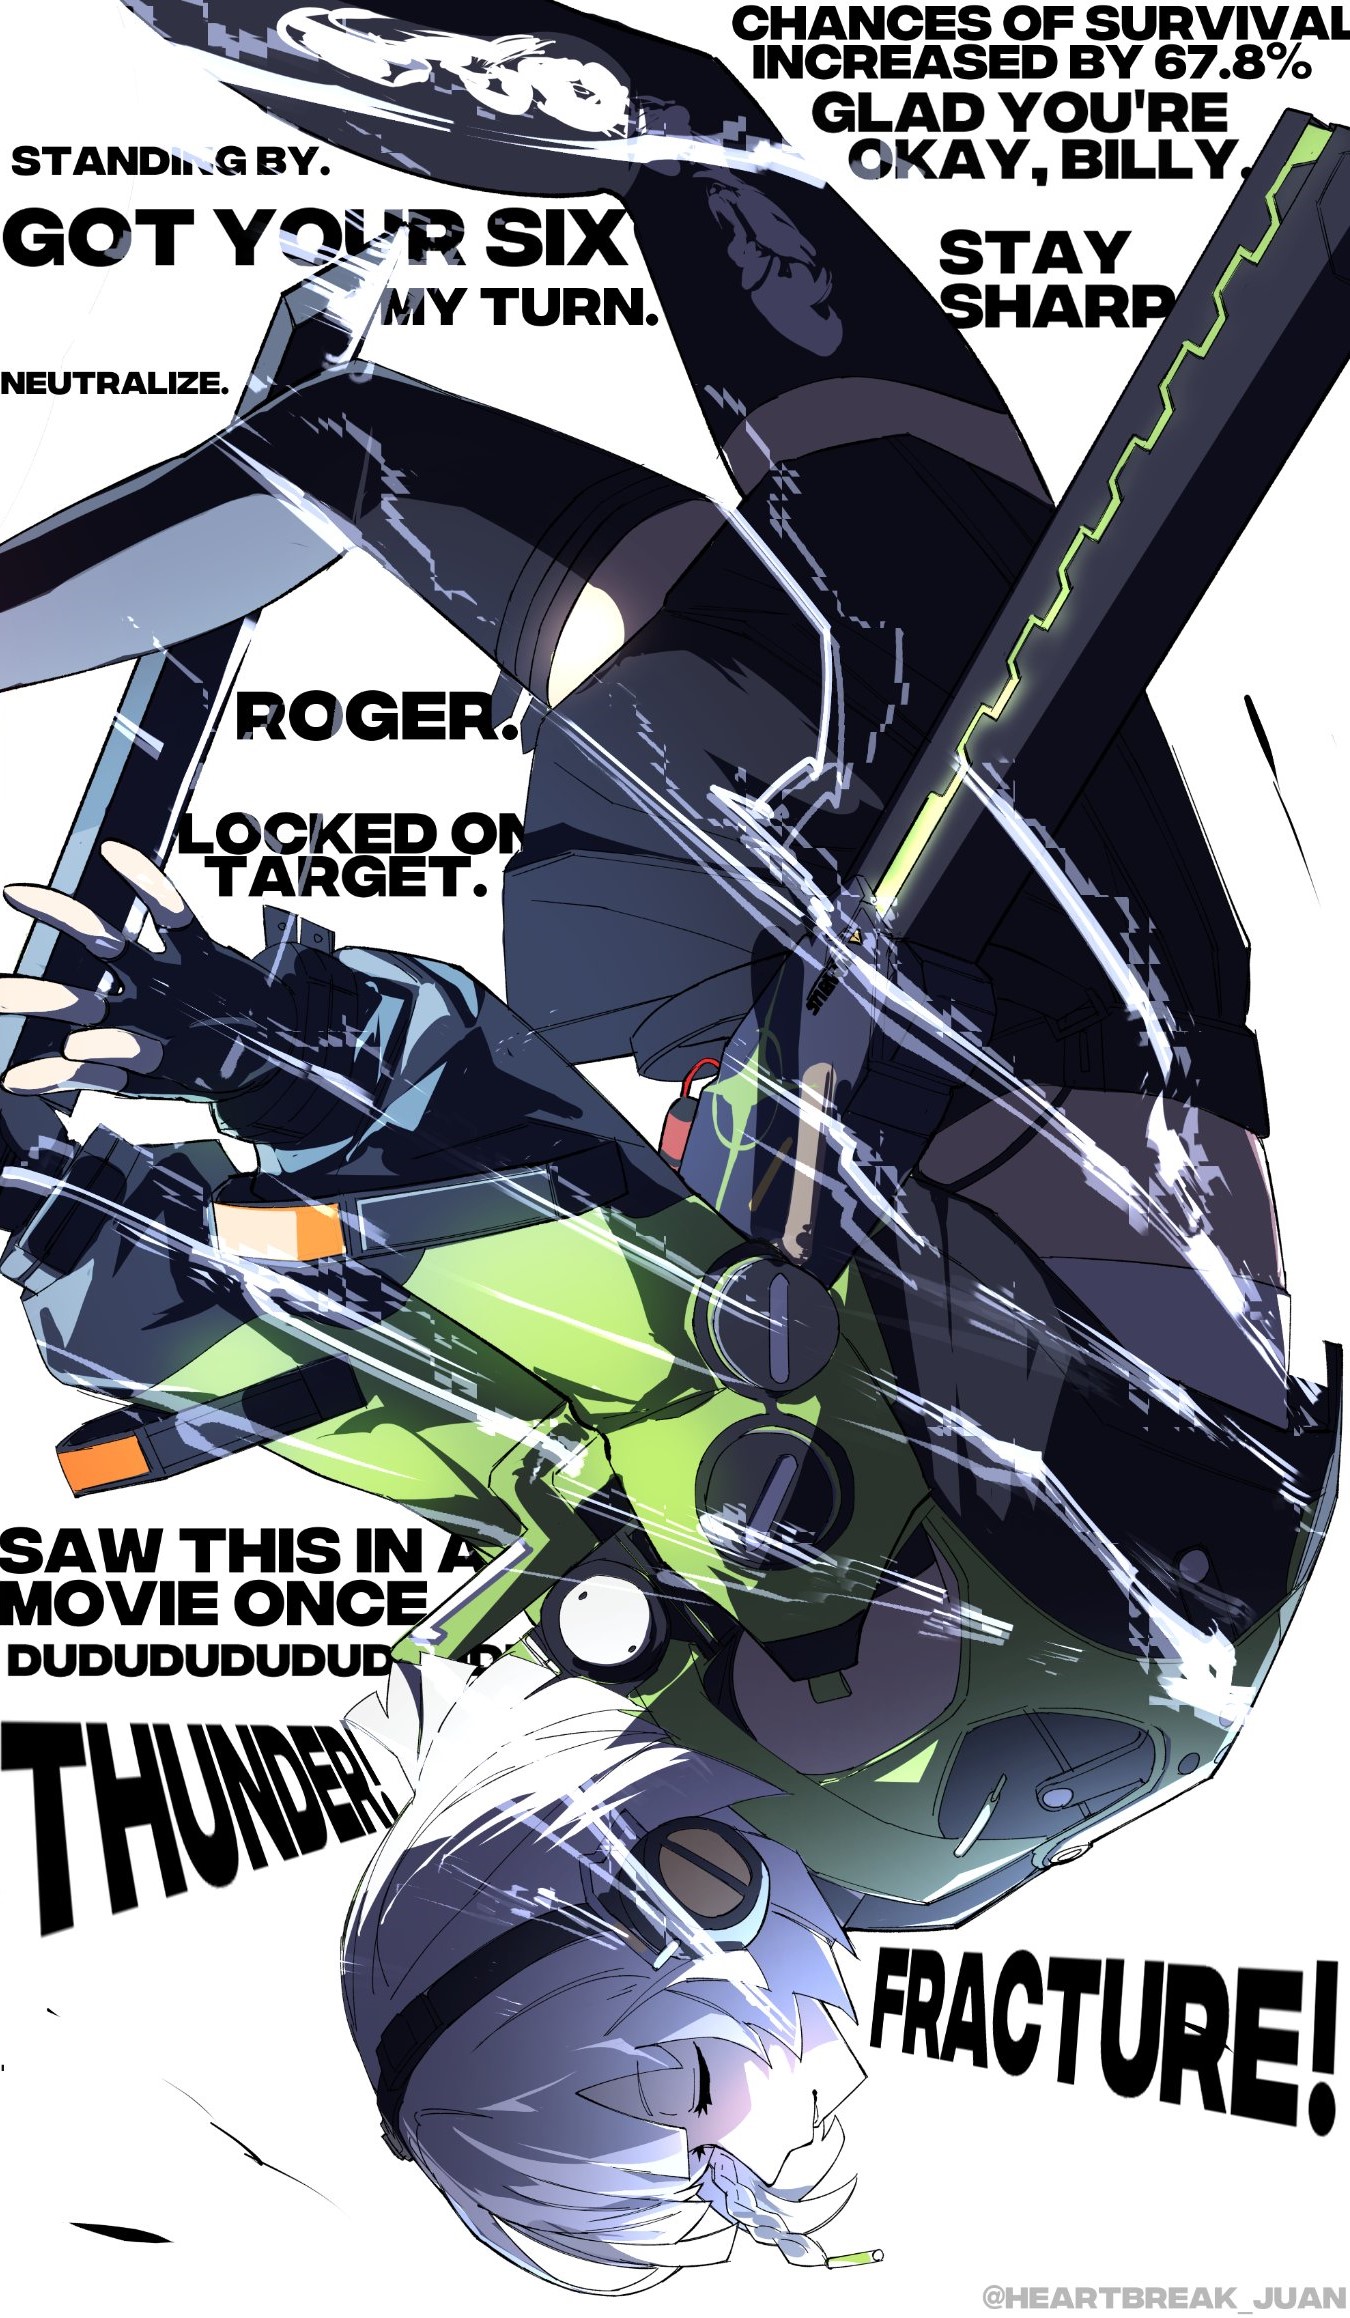 CHANCES OF SURVIVAL
INCREASED BY 67.8%
GLAD YOU'RE
OKAY, BILLY.
STANDING BY.
GOT YOUR SIX
MY TURN.
STAY
SHARP
NEUTRALIZE.
ROGER.
LOCKED ON
TARGET.
SAW THIS IN A
MOVIE ONCE
DUDUDUDUDUD
THUNDER!
FRACTURE!
@HEARTBREAK_JUAN